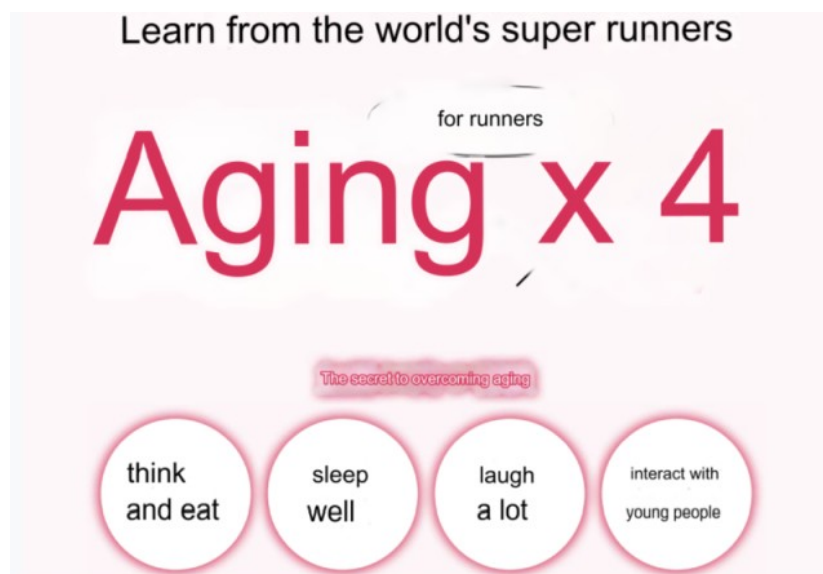 Learn from the world's super runners
for runners
Aging x 4
The secret to overcoming aging
think
and eat
sleep
well
laugh
a lot
interact with
young people